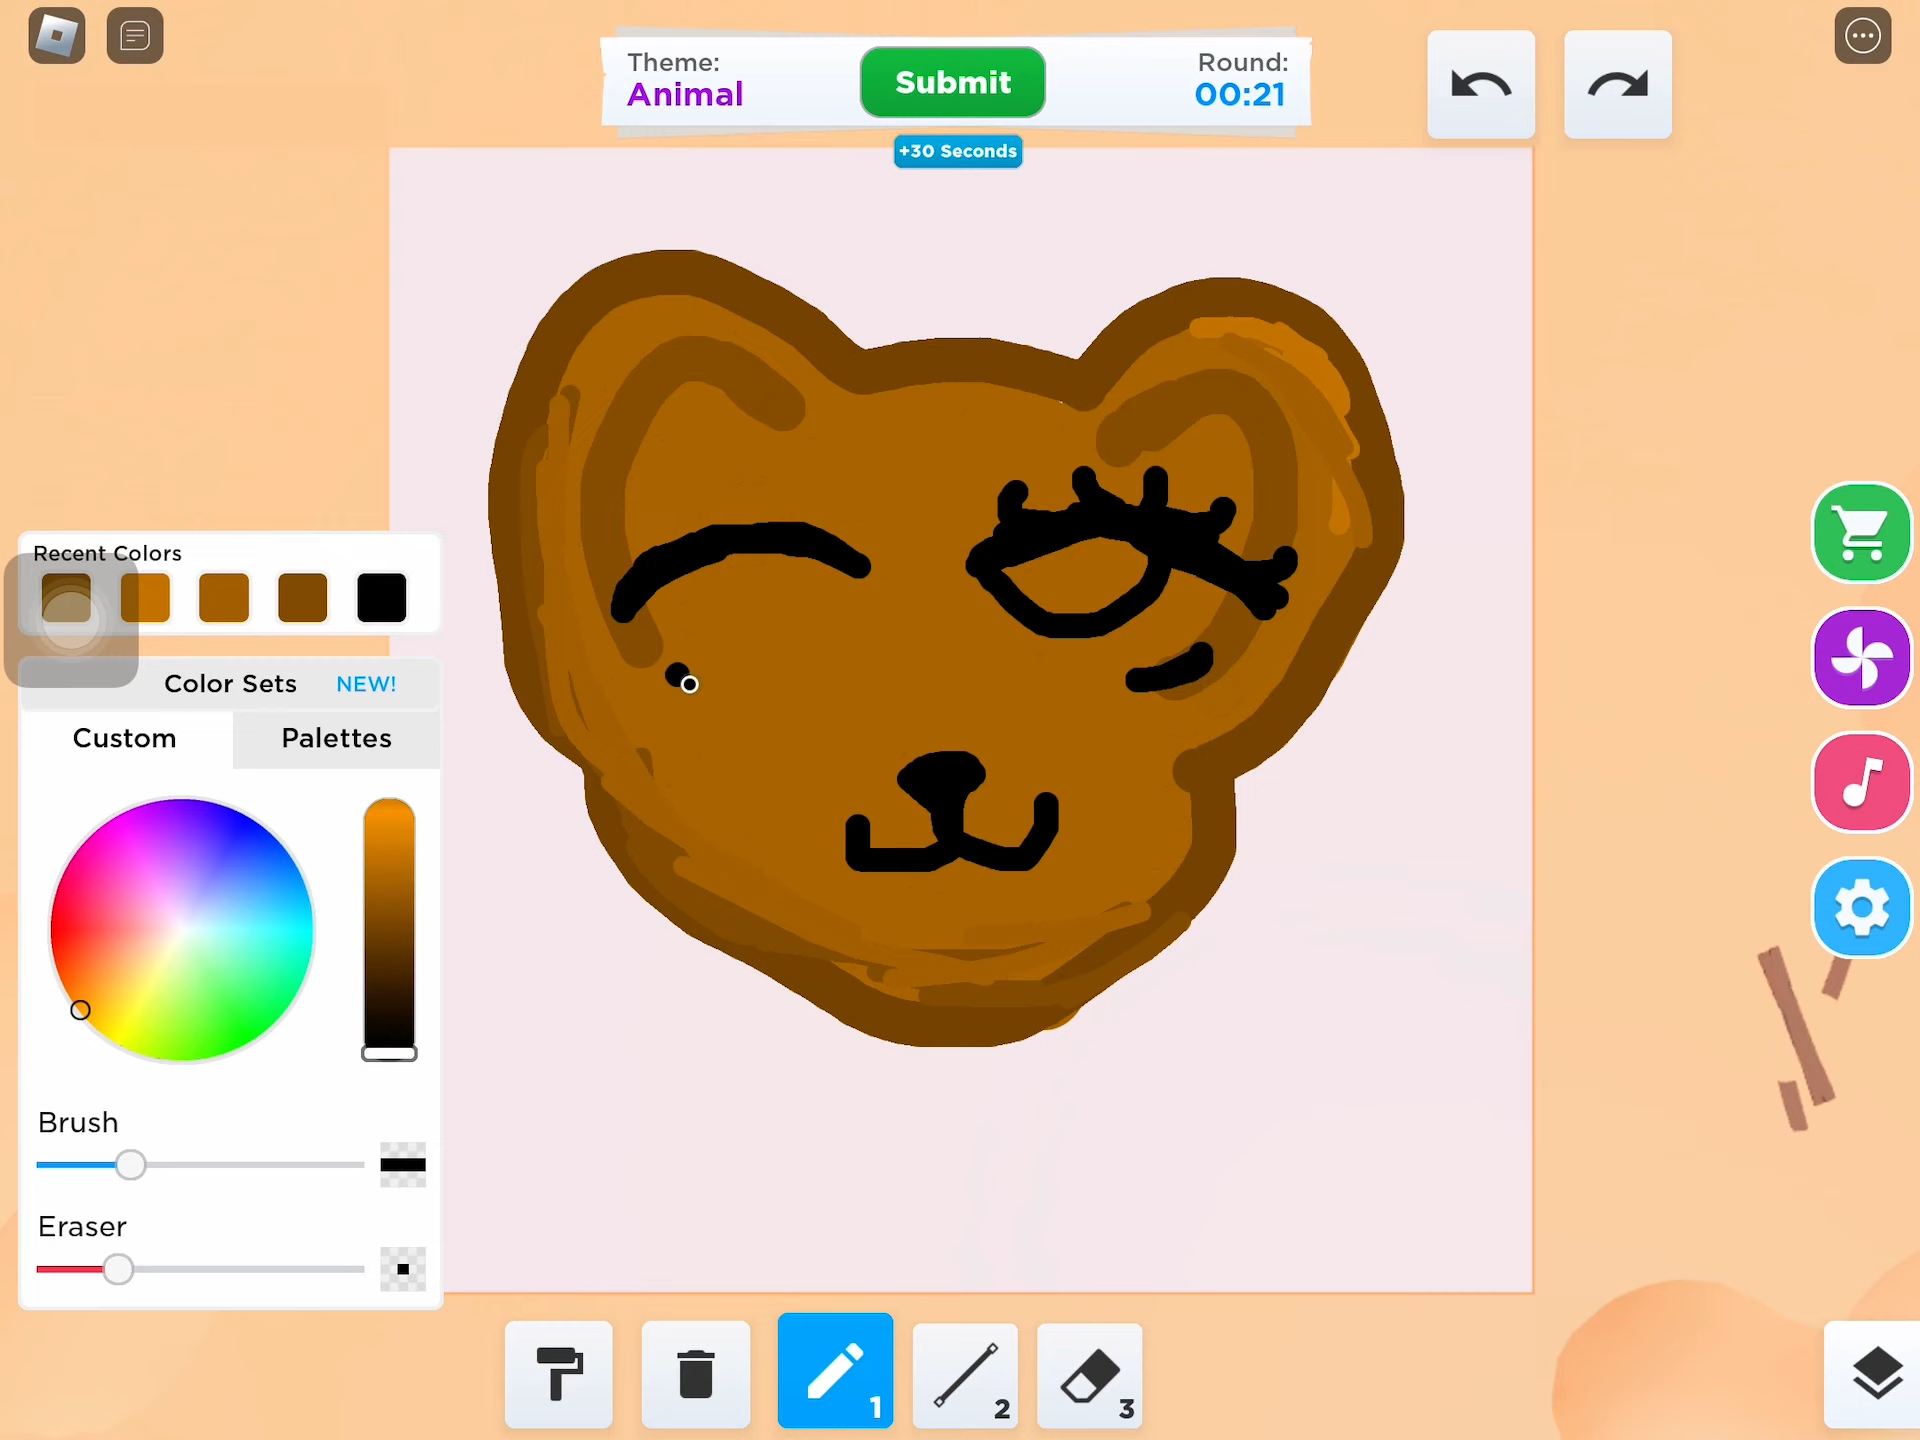 Theme:
Animal
Submit
Round:
00:21
+30 Seconds
Recent Colors
Color Sets NEW!
Custom
Palettes
Brush
Eraser
1
2
3